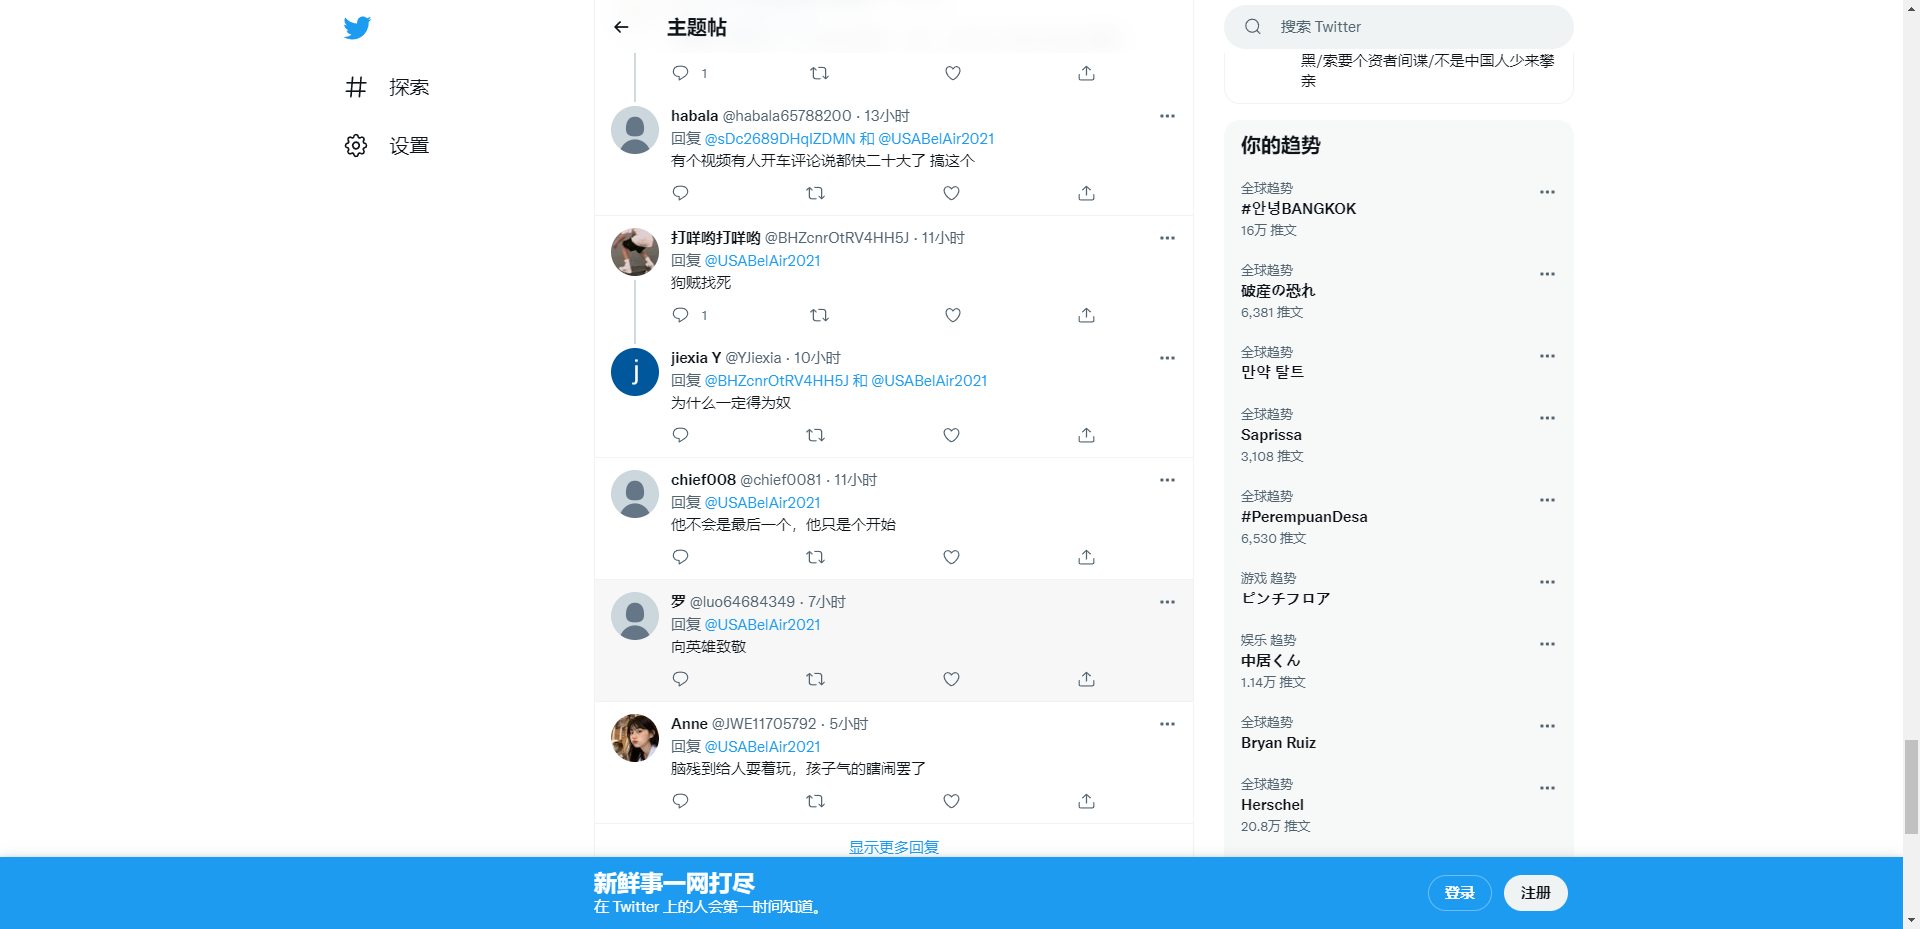 探索
设置
主题帖
1
habala @habala65788200 · 13小时
回复 @sDc2689DHqIZDMN 和 @USABelAir2021
有个视频有人开车评论说都快二十大了 搞这个
打咩哟打咩哟 @BHZcnrOtRV4HH5J · 11小时
回复 @USABelAir2021
狗贼找死
1
jiexia Y @YJiexia · 10小时
回复 @BHZcnrOtRV4HH5J 和 @USABelAir2021
为什么一定得为奴
chief008 @chief0081 · 11小时
回复 @USABelAir2021
他不会是最后一个，他只是个开始
罗 @luo64684349 · 7小时
回复 @USABelAir2021
向英雄致敬
Anne @JWE11705792 · 5小时
回复 @USABelAir2021
脑残到给人耍着玩，孩子气的瞎闹罢了
显示更多回复
搜索 Twitter
黑/索要个资者间谍/不是中国人少来攀
亲
你的趋势
全球趋势
#안녕BANGKOK
16万 推文
全球趋势
破産の恐れ
6,381 推文
全球趋势
만약 탈트
全球趋势
Saprissa
3,108 推文
全球趋势
#PerempuanDesa
6,530 推文
游戏 趋势
ピンチフロア
娱乐 趋势
中居くん
1.14万 推文
全球趋势
Bryan Ruiz
全球趋势
Herschel
20.8万 推文
新鲜事一网打尽
在 Twitter 上的人会第一时间知道。
登录
注册